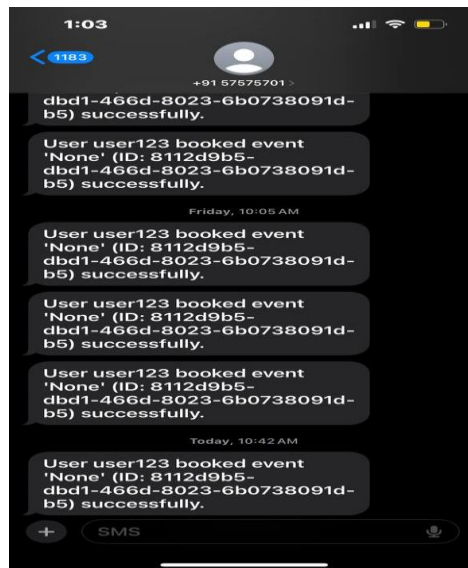 1:03
1183
+91 57575701 >
dbd1-466d-8023-6b0738091d-
b5) successfully.
User user123 booked event
'None' (ID: 8112d9b5-
dbd1-466d-8023-6b0738091d-
b5) successfully.
Friday, 10:05 AM
User user123 booked event
'None' (ID: 8112d9b5-
dbd1-466d-8023-6b0738091d-
b5) successfully.
User user123 booked event
'None' (ID: 8112d9b5-
dbd1-466d-8023-6b0738091d-
b5) successfully.
User user123 booked event
'None' (ID: 8112d9b5-
dbd1-466d-8023-6b0738091d-
b5) successfully.
Today, 10:42 AM
User user123 booked event
'None' (ID: 8112d9b5-
dbd1-466d-8023-6b0738091d-
b5) successfully.
SMS